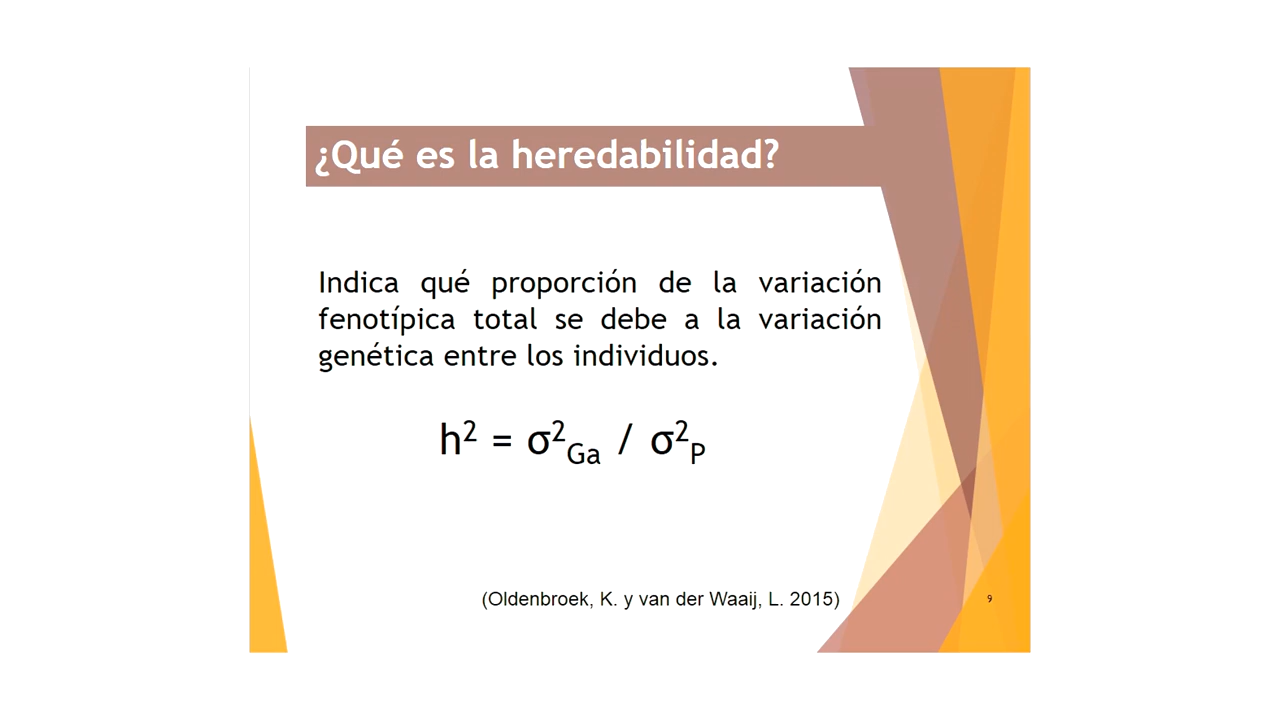 ¿Qué es la heredabilidad?
Indica qué proporción de la variación
fenotípica total se debe a la variación
genética entre los individuos.
h² = σ²Ga / σ²P
(Oldenbroek, K. y van der Waaij, L. 2015)
9